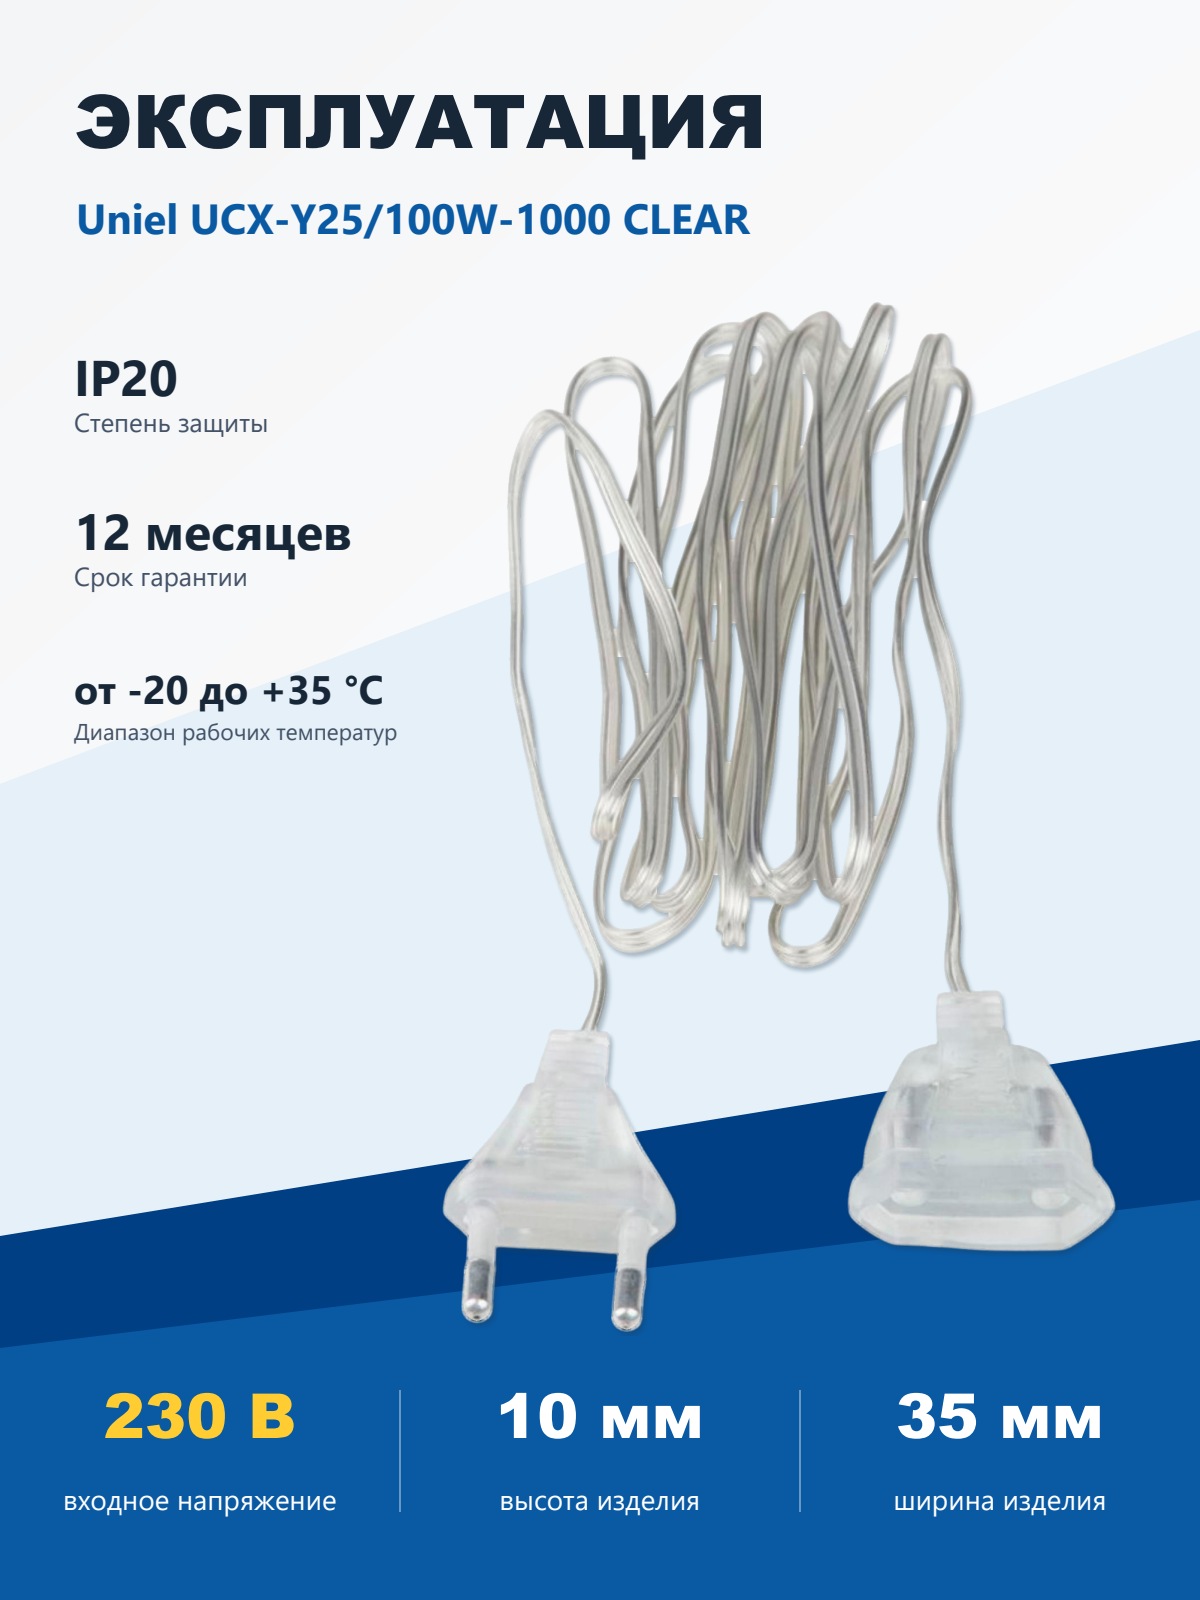 ЭКСПЛУАТАЦИЯ
Uniel UCX-Y25/100W-1000 CLEAR
IP20
Степень защиты
12 месяцев
Срок гарантии
от -20 до +35 °C
Диапазон рабочих температур
230 В
входное напряжение
10 мм
высота изделия
35 мм
ширина изделия